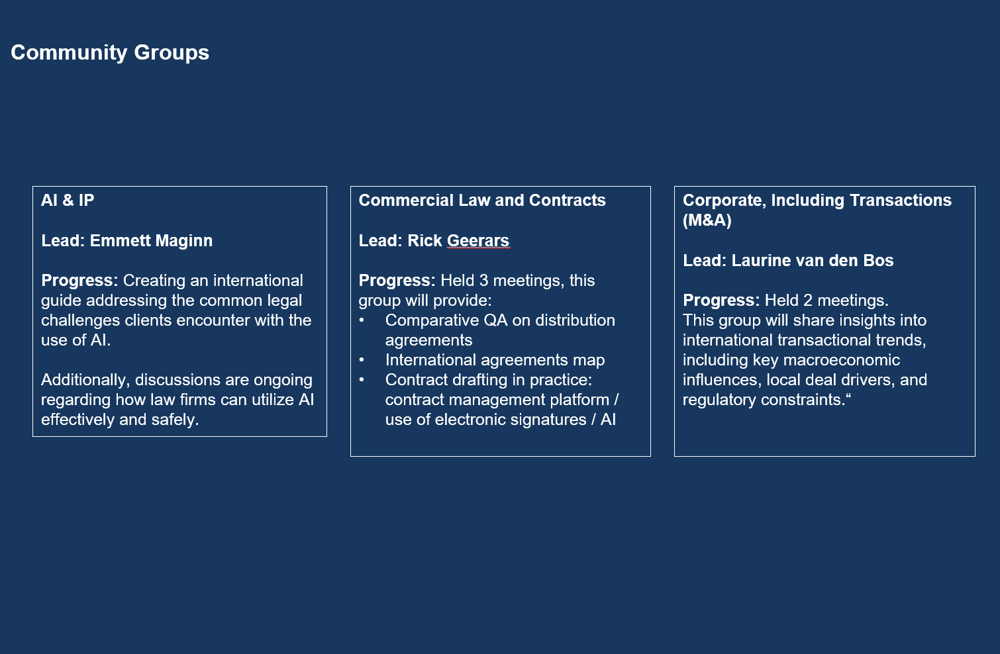 Community Groups
AI & IP
Lead: Emmett Maginn
Progress: Creating an international
guide addressing the common legal
challenges clients encounter with the
use of AI.
Additionally, discussions are ongoing
regarding how law firms can utilize AI
effectively and safely.
Commercial Law and Contracts
Lead: Rick Geerars
Progress: Held 3 meetings, this
group will provide:
• Comparative QA on distribution
agreements
• International agreements map
• Contract drafting in practice:
contract management platform /
use of electronic signatures / AI
Corporate, Including Transactions
(M&A)
Lead: Laurine van den Bos
Progress: Held 2 meetings.
This group will share insights into
international transactional trends,
including key macroeconomic
influences, local deal drivers, and
regulatory constraints.“